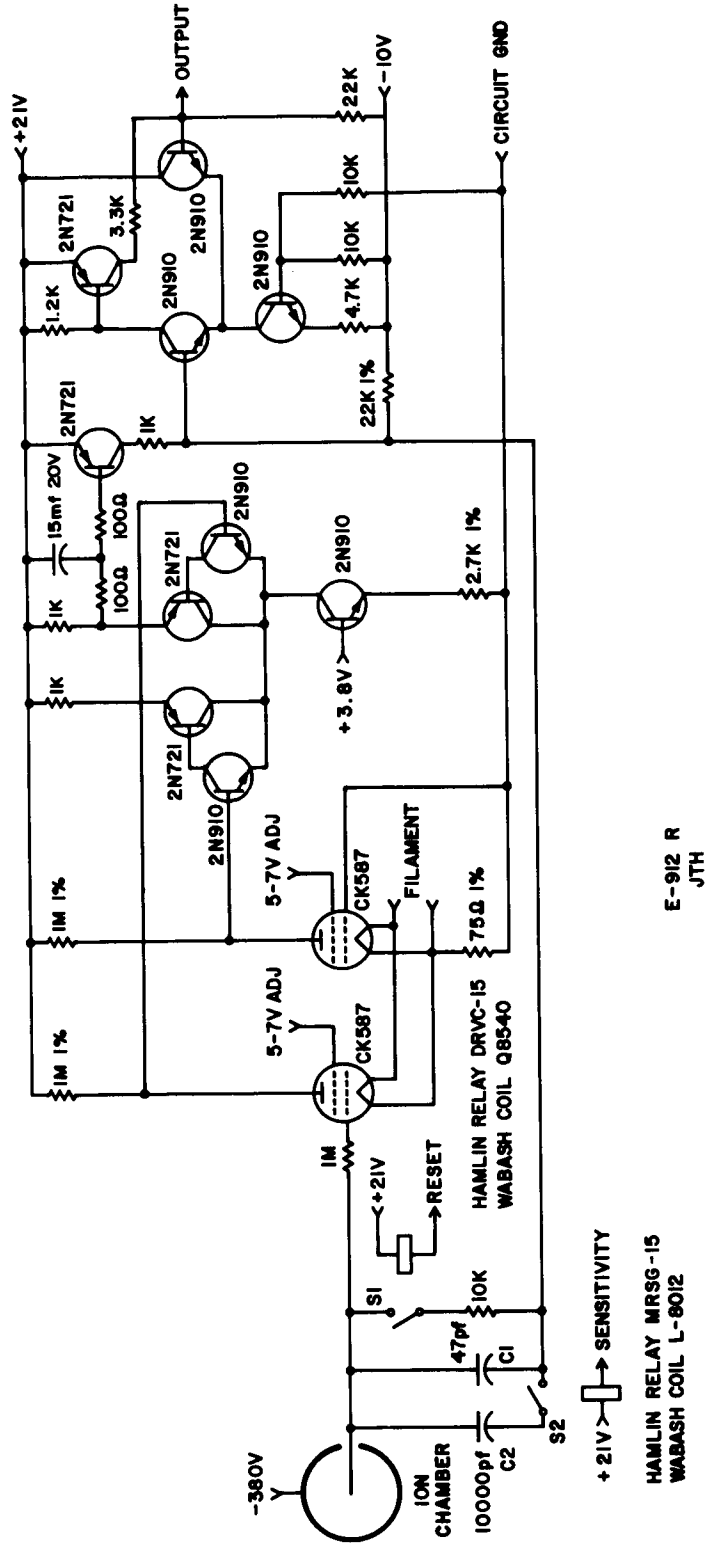 -380V
ION
CHAMBER
10000pf
C2
47pf
C1
S2
S1
10K
+21V
RESET
+21V
SENSITIVITY
HAMLIN RELAY MRSG-15
WABASH COIL L-8012
HAMLIN RELAY DRVC-15
WABASH COIL Q8540
1M
1M 1%
1M 1%
5-7V ADJ
CK587
5-7V ADJ
CK587
FILAMENT
75Ω 1%
2N910
2N721
1K
1K
100Ω
100Ω
15mf 20V
2N721
2N910
+3.8V
2N910
2.7K 1%
2N721
1K
22K 1%
1.2K
2N721
3.3K
2N910
2N910
2N910
4.7K
10K
10K
22K
+21V
OUTPUT
-10V
CIRCUIT GND
E-912 R
JTH